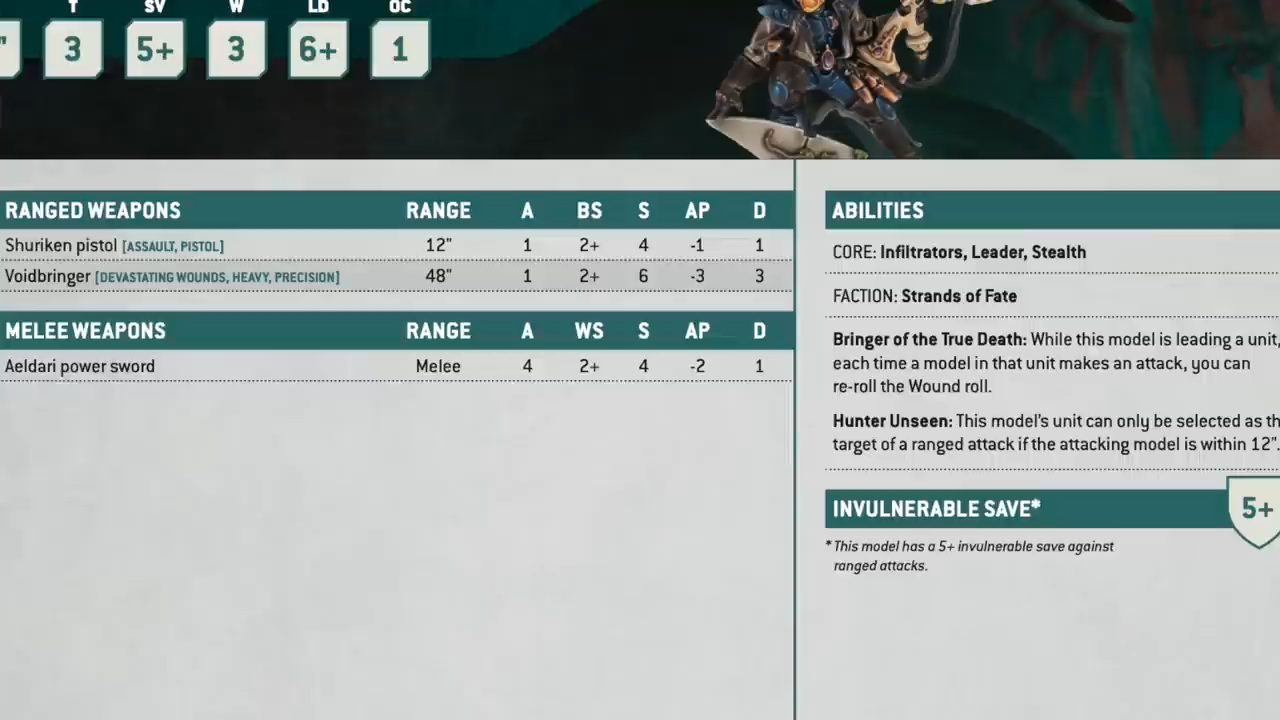 T SV W LD OC
" 3 5+ 3 6+ 1
RANGED WEAPONS RANGE A BS S AP D
Shuriken pistol [ASSAULT, PISTOL] 12" 1 2+ 4 -1 1
Voidbringer [DEVASTATING WOUNDS, HEAVY, PRECISION] 48" 1 2+ 6 -3 3
MELEE WEAPONS RANGE A WS S AP D
Aeldari power sword Melee 4 2+ 4 -2 1
ABILITIES
CORE: Infiltrators, Leader, Stealth
FACTION: Strands of Fate
Bringer of the True Death: While this model is leading a unit,
each time a model in that unit makes an attack, you can
re-roll the Wound roll.
Hunter Unseen: This model's unit can only be selected as th
target of a ranged attack if the attacking model is within 12".
INVULNERABLE SAVE* 5+
* This model has a 5+ invulnerable save against
ranged attacks.